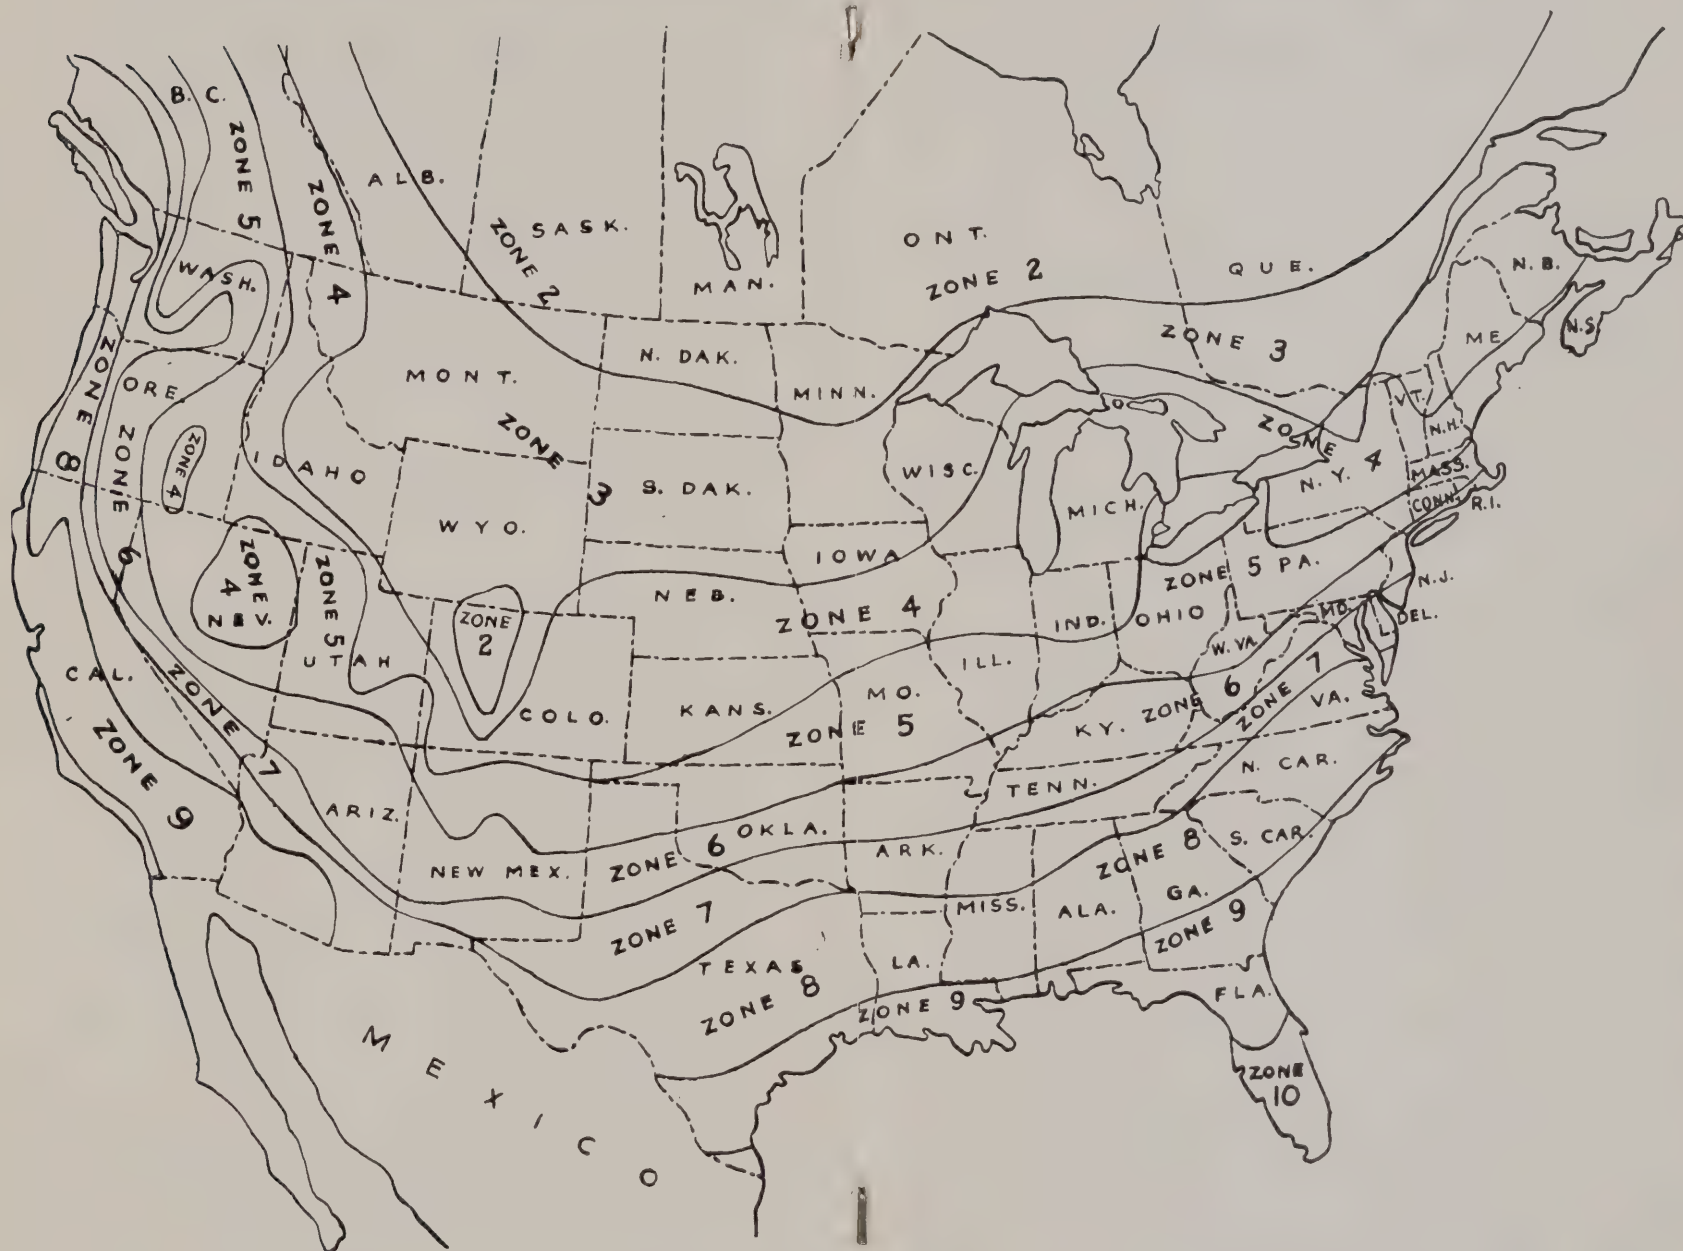 B. C.
ZONE 5
ZONE 4
ALB.
ZONE 2
SASK.
MAN.
ONT.
ZONE 2
QUE.
ZONE 3
N. B.
N.S.
ME
WASH.
ZONE 8
ORE.
ZONE 6
ZONE 4
IDAHO
MONT.
ZONE 3
N. DAK.
MINN.
S. DAK.
WYO.
WISC.
MICH.
ZONE 4
N. Y.
VT.
N.H.
MASS.
CONN.
R.I.
ZONE 4
NEV.
ZONE 5
UTAH
ZONE 2
COLO.
NEB.
IOWA
ZONE 4
IND.
OHIO
ZONE 5
PA.
N.J.
MD.
DEL.
W. VA.
ILL.
CAL.
ZONE 9
ZONE 7
KANS.
MO.
ZONE 5
KY.
ZONE 6
ZONE 7
VA.
ARIZ.
NEW MEX.
ZONE 6
OKLA.
ARK.
TENN.
N. CAR.
S. CAR.
ZONE 8
GA.
ALA.
MISS.
ZONE 9
ZONE 7
TEXAS
ZONE 8
LA.
ZONE 9
FLA.
ZONE 10
MEXICO